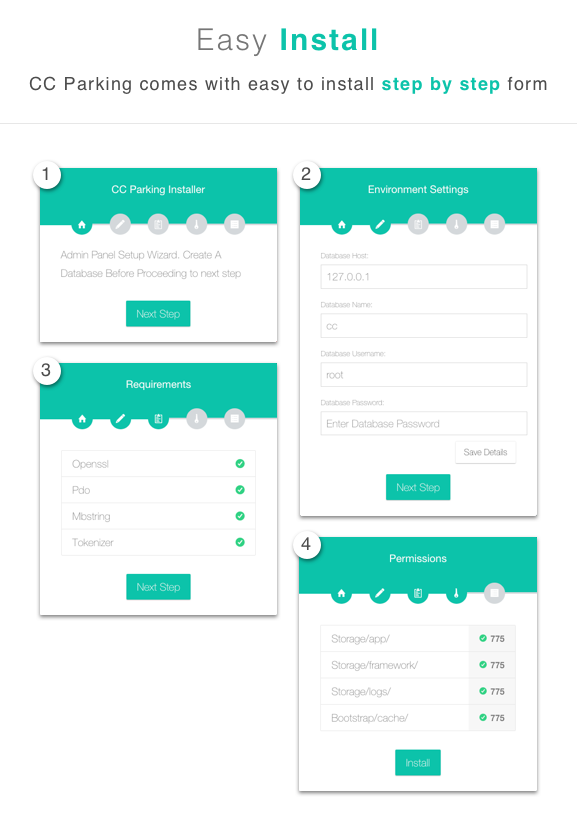 Easy Install
CC Parking comes with easy to install step by step form
1
CC Parking Installer
Admin Panel Setup Wizard. Create A
Database Before Proceeding to next step
Next Step
2
Environment Settings
Database Host:
127.0.0.1
Database Name:
cc
Database Username:
root
Database Password:
Enter Database Password
Save Details
Next Step
3
Requirements
Openssl
Pdo
Mbstring
Tokenizer
Next Step
4
Permissions
Storage/app/ 775
Storage/framework/ 775
Storage/logs/ 775
Bootstrap/cache/ 775
Install